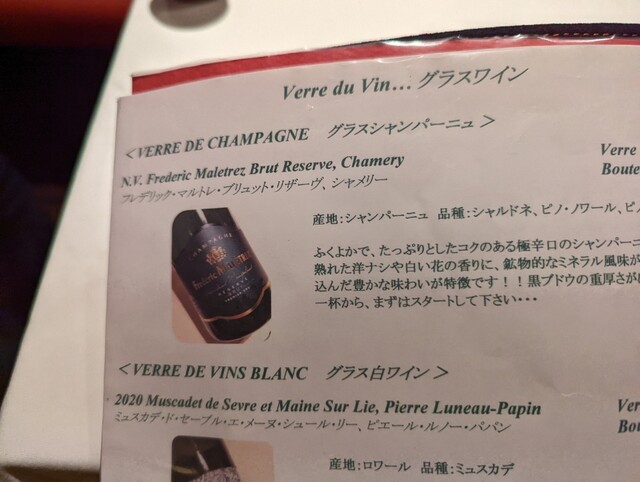 Verre du Vin... グラスワイン
＜VERRE DE CHAMPAGNE グラスシャンパーニュ＞
N.V. Frederic Maletrez Brut Reserve, Chamery
Verre
フレデリック・マルトレ・ブリュット・リザーヴ、シャメリー
Boute
産地：シャンパーニュ 品種：シャルドネ、ピノ・ノワール、ピノ
ふくよかで、たっぷりとしたコクのある極辛口のシャンパーニ
熟れた洋ナシや白い花の香りに、鉱物的なミネラル風味が
込んだ豊かな味わいが特徴です！！黒ブドウの重厚さが
一杯から、まずはスタートして下さい・・・
CHAMPAGNE
Frédéric MALETREZ
RESERVE
＜VERRE DE VINS BLANC グラス白ワイン＞
2020 Muscadet de Sevre et Maine Sur Lie, Pierre Luneau-Papin
Ver
ミュスカデ・ド・セーブル・エ・メーヌ・シュール・リー、ピエール・ルノー・パパン
Bou
産地：ロワール 品種：ミュスカデ